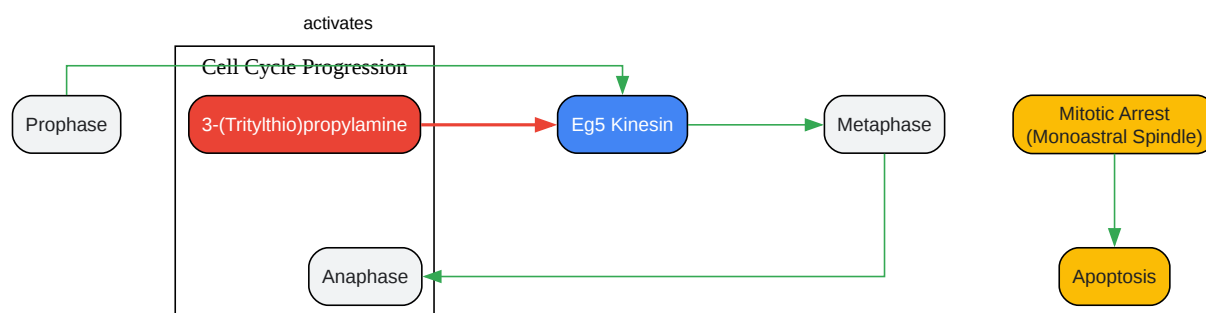 activates
Cell Cycle Progression
Prophase
3-(Tritylthio)propylamine
Eg5 Kinesin
Metaphase
Mitotic Arrest
(Monoastral Spindle)
Anaphase
Apoptosis